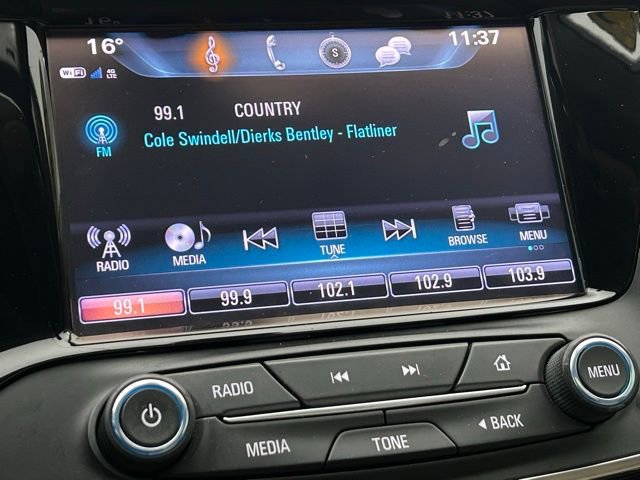 16° 11:37
S
WiFi 4G LTE
99.1 COUNTRY
Cole Swindell/Dierks Bentley - Flatliner
FM
RADIO MEDIA TUNE BROWSE MENU
99.1 99.9 102.1 102.9 103.9
RADIO MENU
MEDIA TONE BACK